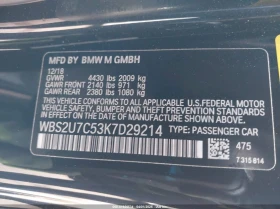 MFD BY BMW M GMBH
12/18
GVWR 4430 lbs 2009 kg
GAWR FRONT 2140 lbs 971 kg
GAWR REAR 2380 lbs 1080 kg
THIS VEHICLE CONFORMS TO ALL APPLICABLE
U.S. FEDERAL MOTOR VEHICLE SAFETY,
BUMPER, AND THEFT PREVENTION STANDARDS
IN EFFECT ON THE DATE OF MANUFACTURE
SHOWN ABOVE.
WBS2U7C53K7D29214
TYPE: PASSENGER CAR
475
7315814